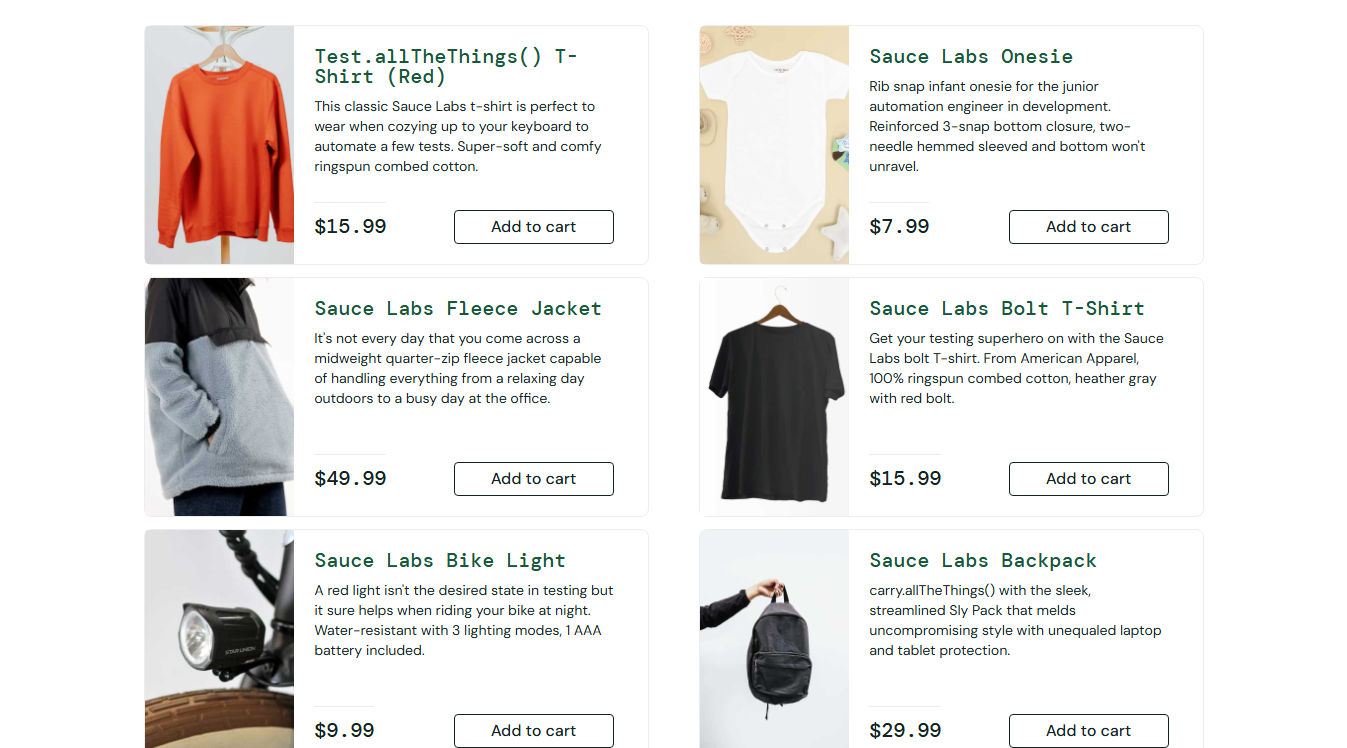 Test.allTheThings() T-
Shirt (Red)
This classic Sauce Labs t-shirt is perfect to
wear when cozying up to your keyboard to
automate a few tests. Super-soft and comfy
ringspun combed cotton.
$15.99
Add to cart
Sauce Labs Onesie
Rib snap infant onesie for the junior
automation engineer in development.
Reinforced 3-snap bottom closure, two-
needle hemmed sleeved and bottom won't
unravel.
$7.99
Add to cart
Sauce Labs Fleece Jacket
It's not every day that you come across a
midweight quarter-zip fleece jacket capable
of handling everything from a relaxing day
outdoors to a busy day at the office.
$49.99
Add to cart
Sauce Labs Bolt T-Shirt
Get your testing superhero on with the Sauce
Labs bolt T-shirt. From American Apparel,
100% ringspun combed cotton, heather gray
with red bolt.
$15.99
Add to cart
STARUNION
Sauce Labs Bike Light
A red light isn't the desired state in testing but
it sure helps when riding your bike at night.
Water-resistant with 3 lighting modes, 1 AAA
battery included.
$9.99
Add to cart
Sauce Labs Backpack
carry.allTheThings() with the sleek,
streamlined Sly Pack that melds
uncompromising style with unequaled laptop
and tablet protection.
$29.99
Add to cart